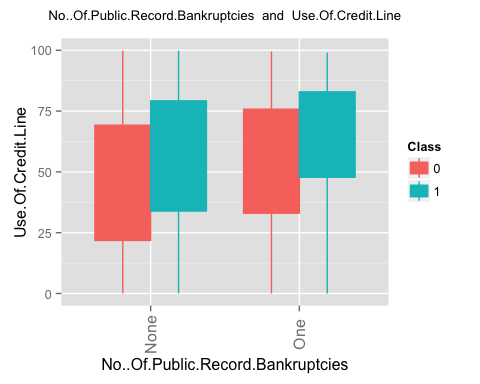 No..Of.Public.Record.Bankruptcies and Use.Of.Credit.Line
100
75
50
25
0
Use.Of.Credit.Line
None
One
No..Of.Public.Record.Bankruptcies
Class
0
1